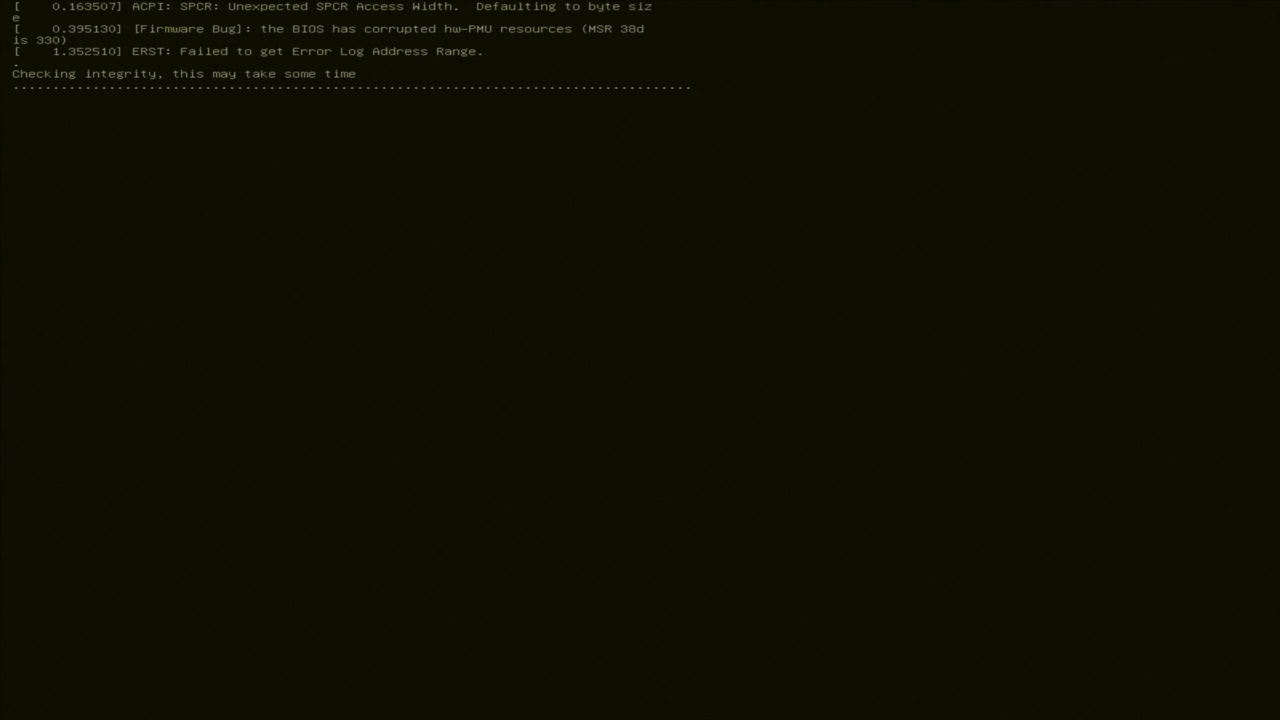 [    0.163507] ACPI: SPCR: Unexpected SPCR Access Width.  Defaulting to byte siz
e
[    0.395130] [Firmware Bug]: the BIOS has corrupted hw-PMU resources (MSR 38d
is 330)
[    1.352510] ERST: Failed to get Error Log Address Range.
.
Checking integrity, this may take some time
.....................................................................................